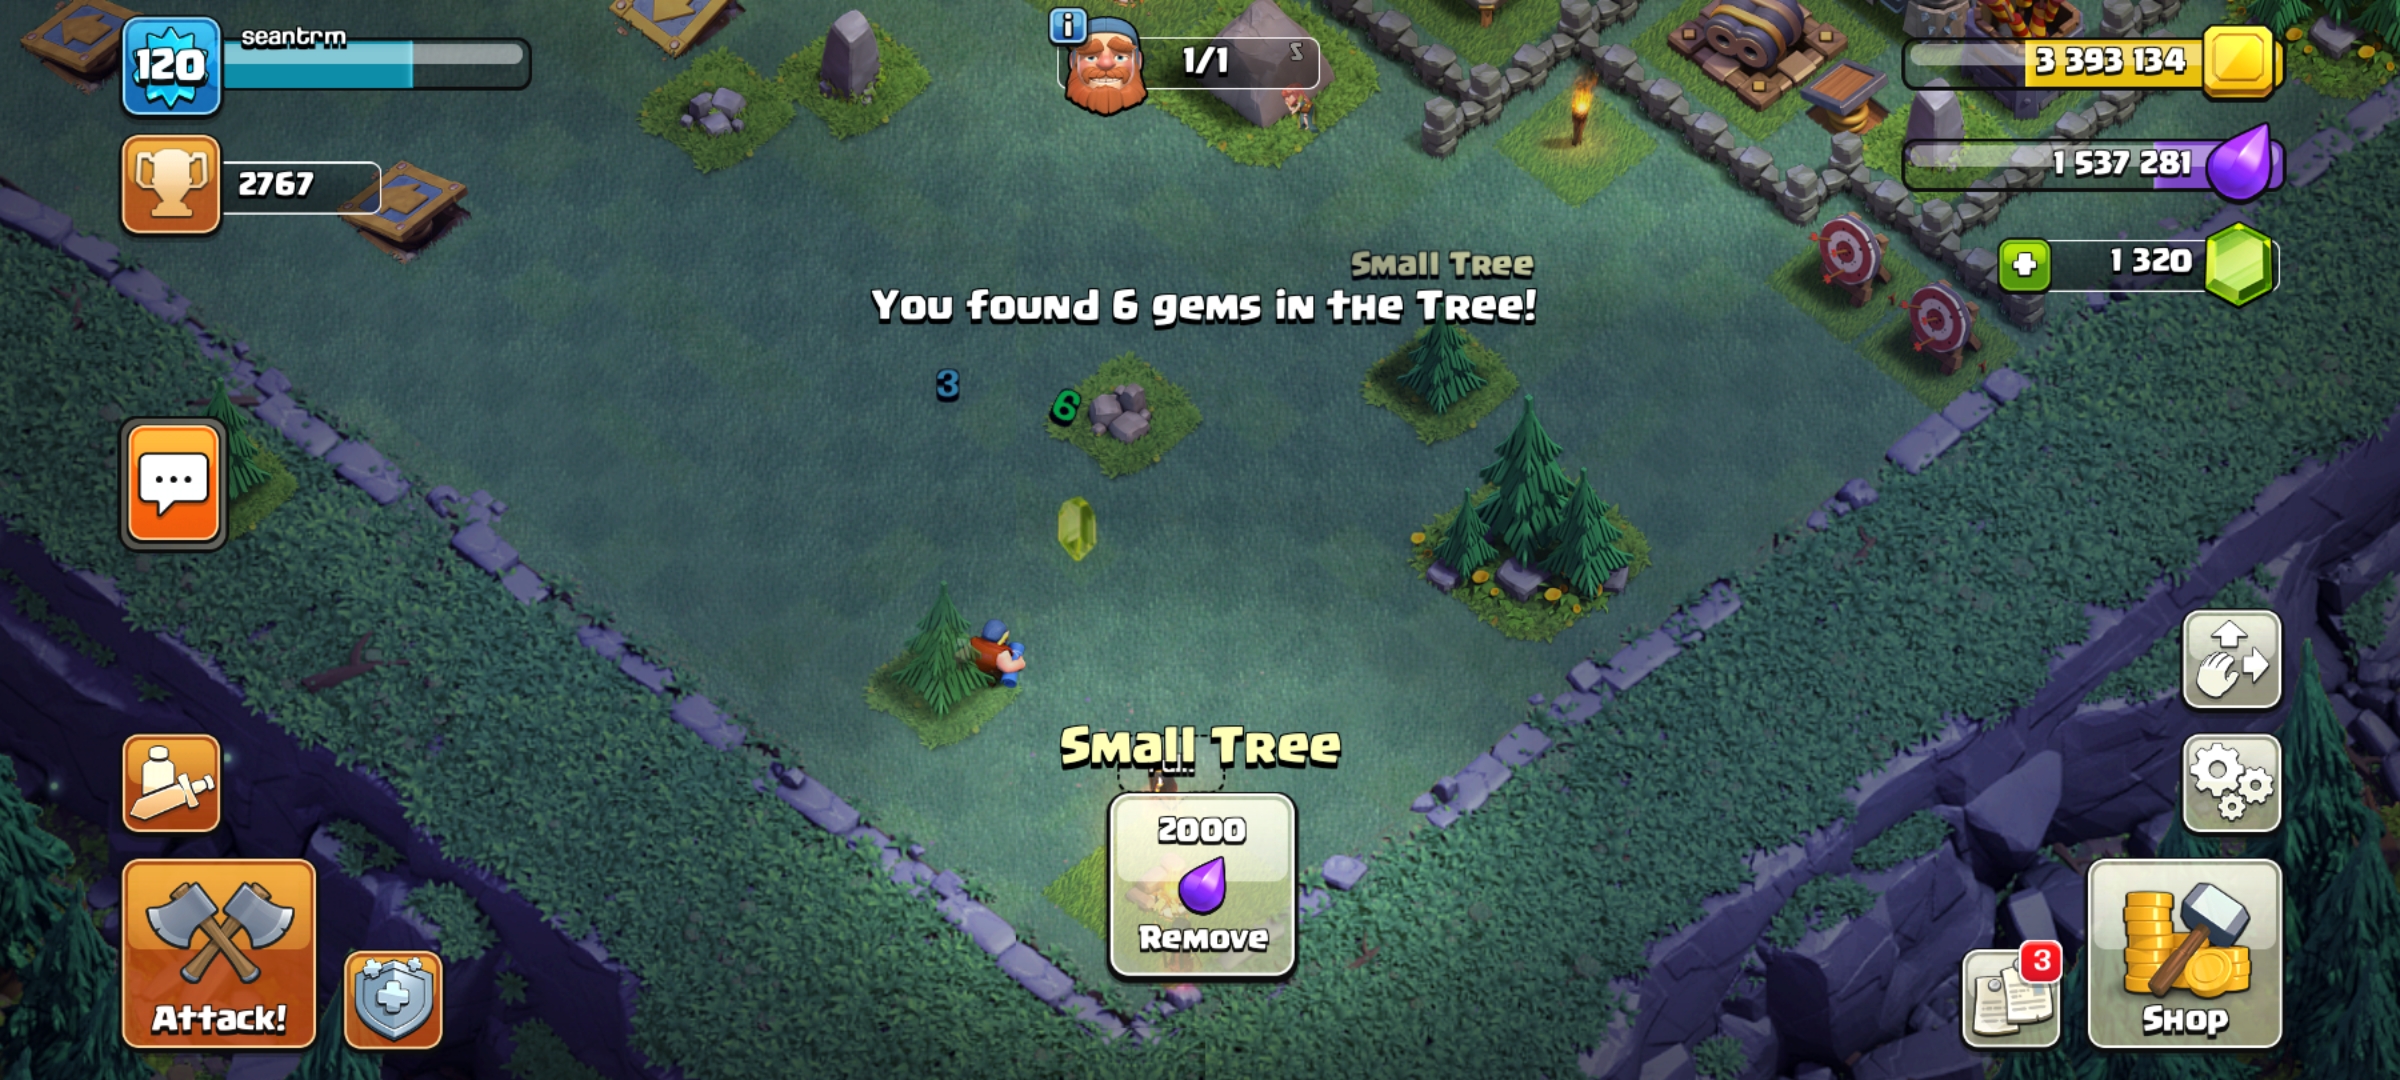 120
seantrm
1/1
3 393 134
2767
1 537 281
1 320
Small Tree
You found 6 gems in the Tree!
3
6
Small Tree
2000
Remove
Attack!
3
Shop